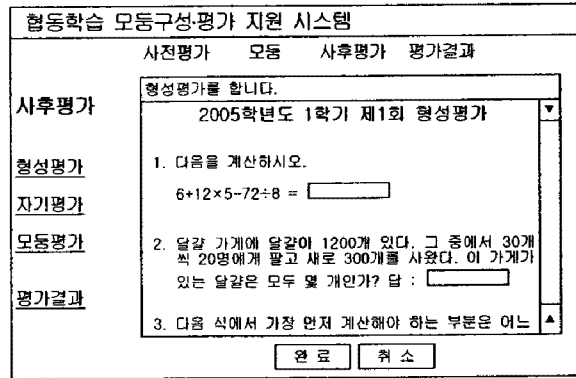 협동학습 모둠구성·평가 지원 시스템
사전평가 모둠 사후평가 평가결과
사후평가
형성평가
자기평가
모둠평가
평가결과
형성평가를 합니다.
2005학년도 1학기 제1회 형성평가
1. 다음을 계산하시오.
6+12×5-72÷8 =
2. 달걀 가게에 달걀이 1200개 있다. 그 중에서 30개
씩 20명에게 팔고 새로 300개를 사왔다. 이 가게가
있는 달걀은 모두 몇 개인가? 답 :
3. 다음 식에서 가장 먼저 계산해야 하는 부분은 어느
완료 취소